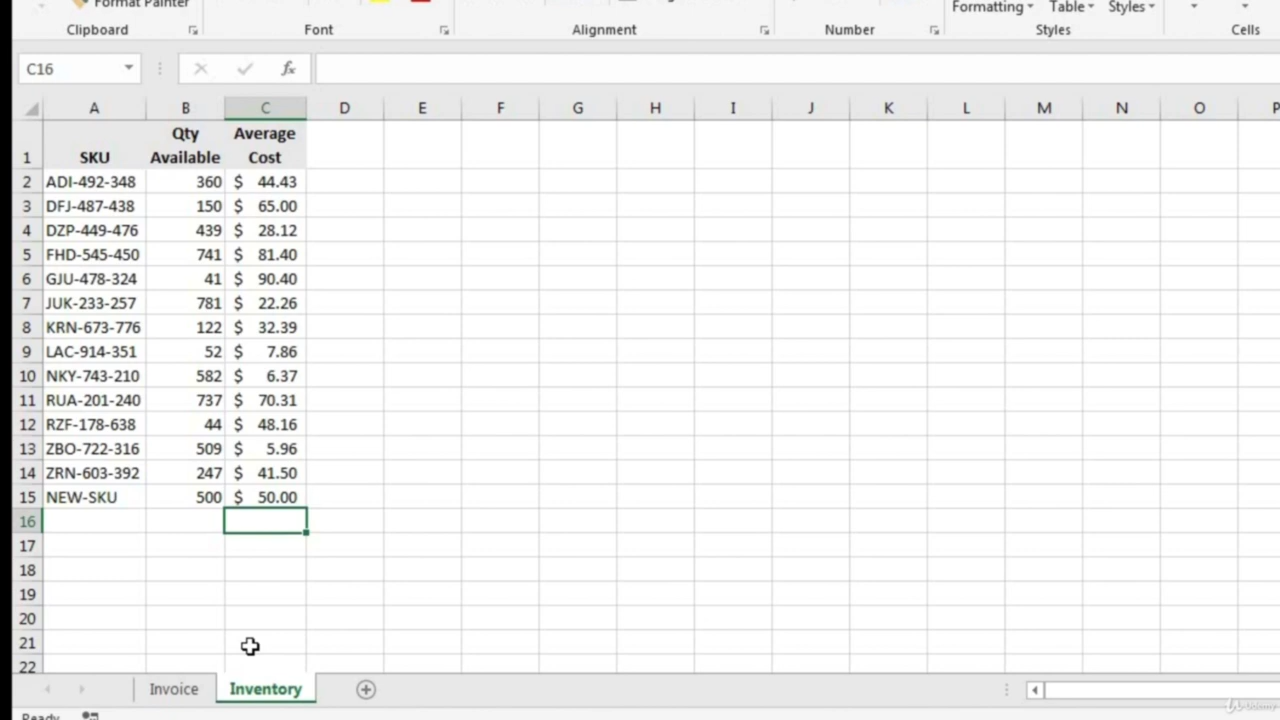 Format Painter
Formatting Table Styles
Clipboard Font Alignment Number Styles Cells
C16 fx
A B C D E F G H I J K L M N O P
1 SKU Qty Available Average Cost
2 ADI-492-348 360 $ 44.43
3 DFJ-487-438 150 $ 65.00
4 DZP-449-476 439 $ 28.12
5 FHD-545-450 741 $ 81.40
6 GJU-478-324 41 $ 90.40
7 JUK-233-257 781 $ 22.26
8 KRN-673-776 122 $ 32.39
9 LAC-914-351 52 $ 7.86
10 NKY-743-210 582 $ 6.37
11 RUA-201-240 737 $ 70.31
12 RZF-178-638 44 $ 48.16
13 ZBO-722-316 509 $ 5.96
14 ZRN-603-392 247 $ 41.50
15 NEW-SKU 500 $ 50.00
16
17
18
19
20
21
22
Invoice Inventory
Ready Udemy